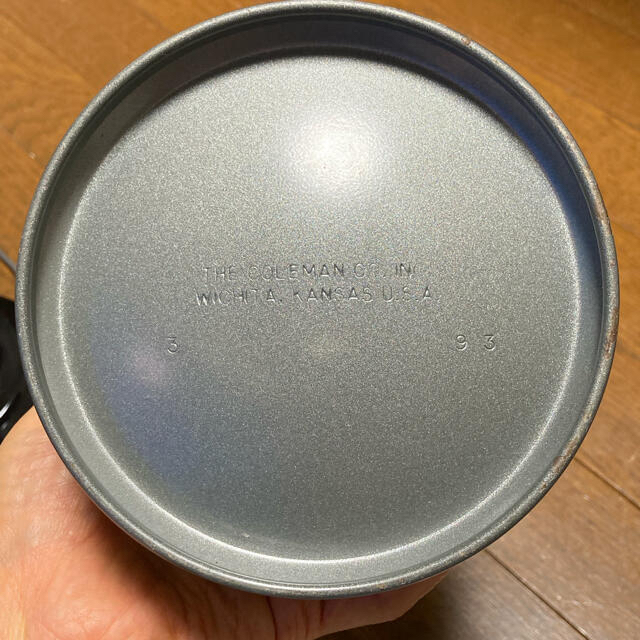 THE COLEMAN CO., INC.
WICHITA, KANSAS U.S.A.
3 93